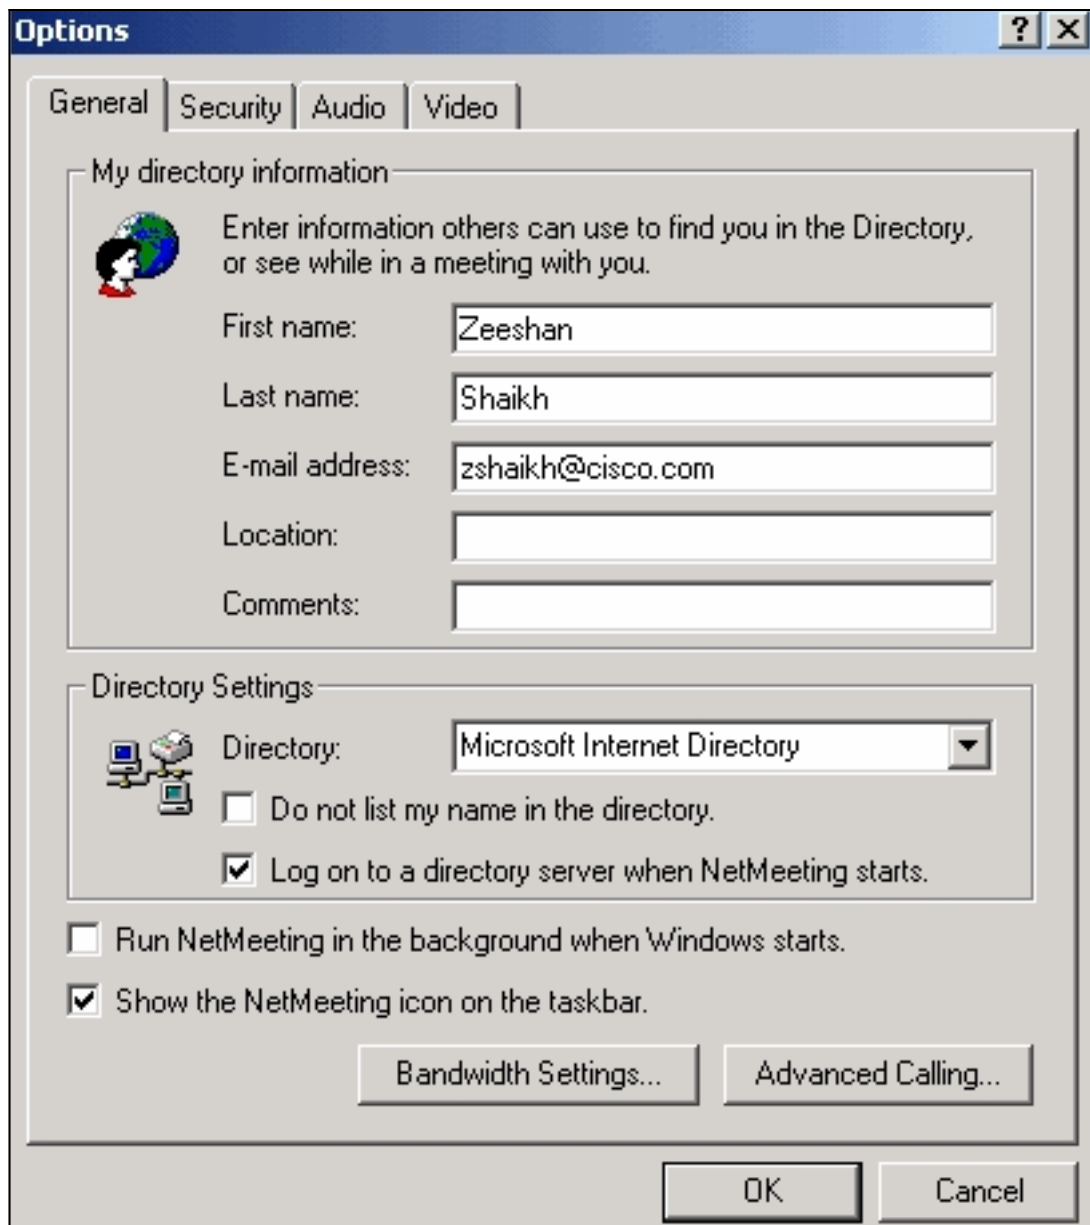 Options
General Security Audio Video
My directory information
Enter information others can use to find you in the Directory,
or see while in a meeting with you.
First name: Zeeshan
Last name: Shaikh
E-mail address: zshaikh@cisco.com
Location:
Comments:
Directory Settings
Directory: Microsoft Internet Directory
Do not list my name in the directory.
Log on to a directory server when NetMeeting starts.
Run NetMeeting in the background when Windows starts.
Show the NetMeeting icon on the taskbar.
Bandwidth Settings... Advanced Calling...
OK Cancel